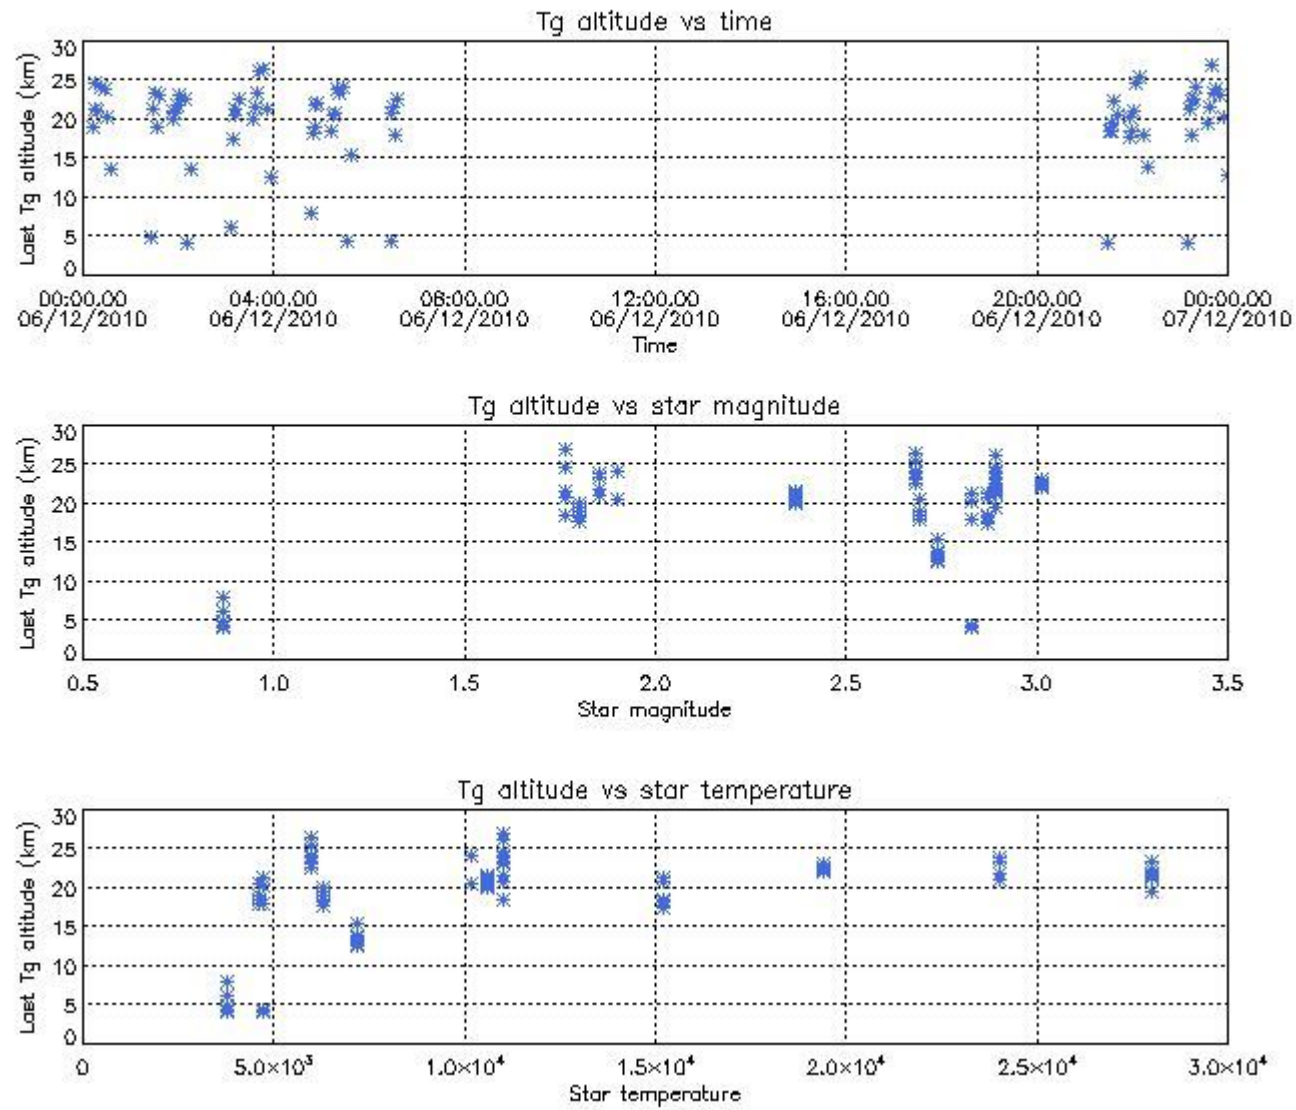 Tg altitude vs time
Last Tg altitude (km)
30
25
20
15
10
5
0
00:00.00 04:00.00 08:00.00 12:00.00 16:00.00 20:00.00 00:00.00
06/12/2010 06/12/2010 06/12/2010 06/12/2010 06/12/2010 06/12/2010 07/12/2010
Time
Tg altitude vs star magnitude
Last Tg altitude (km)
30
25
20
15
10
5
0
0.5 1.0 1.5 2.0 2.5 3.0 3.5
Star magnitude
Tg altitude vs star temperature
Last Tg altitude (km)
30
25
20
15
10
5
0
0 5.0×10³ 1.0×10⁴ 1.5×10⁴ 2.0×10⁴ 2.5×10⁴ 3.0×10⁴
Star temperature